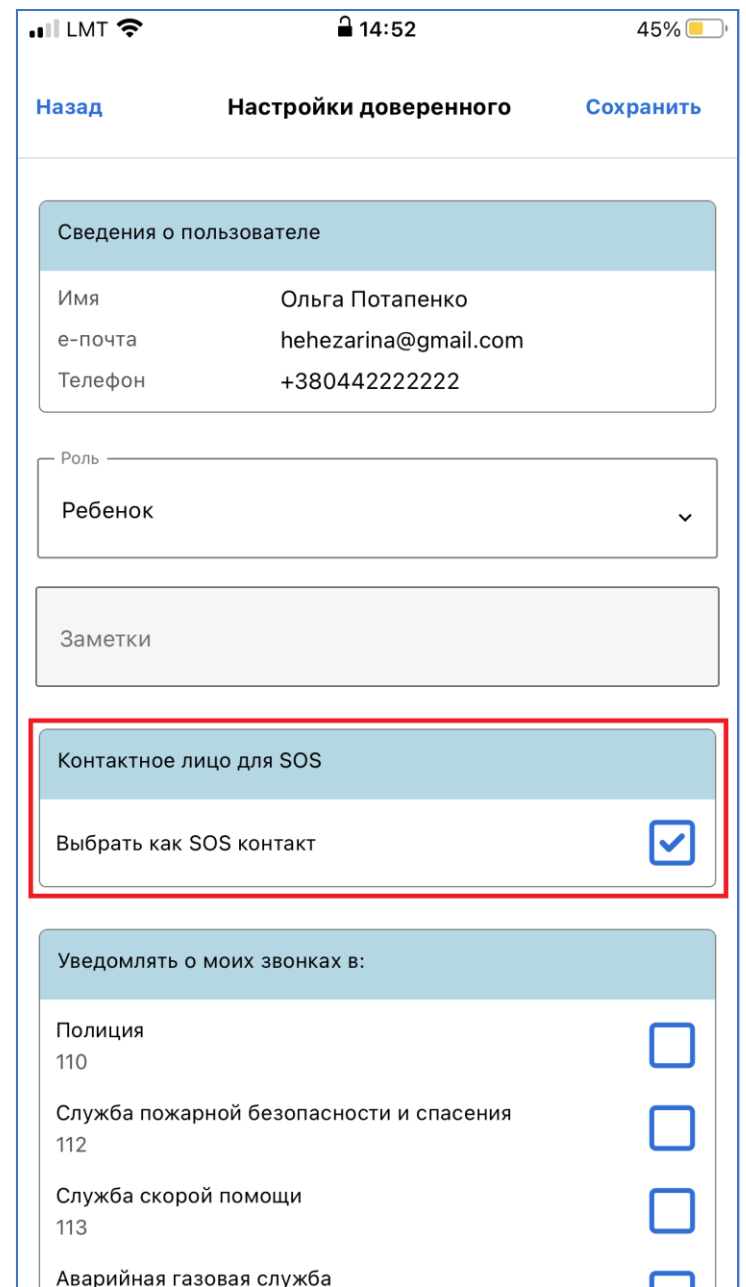 LMT 14:52 45%
Назад Настройки доверенного Сохранить
Сведения о пользователе
Имя Ольга Потапенко
е-почта hehezarina@gmail.com
Телефон +380442222222
Роль
Ребенок
Заметки
Контактное лицо для SOS
Выбрать как SOS контакт
Уведомлять о моих звонках в:
Полиция
110
Служба пожарной безопасности и спасения
112
Служба скорой помощи
113
Аварийная газовая служба